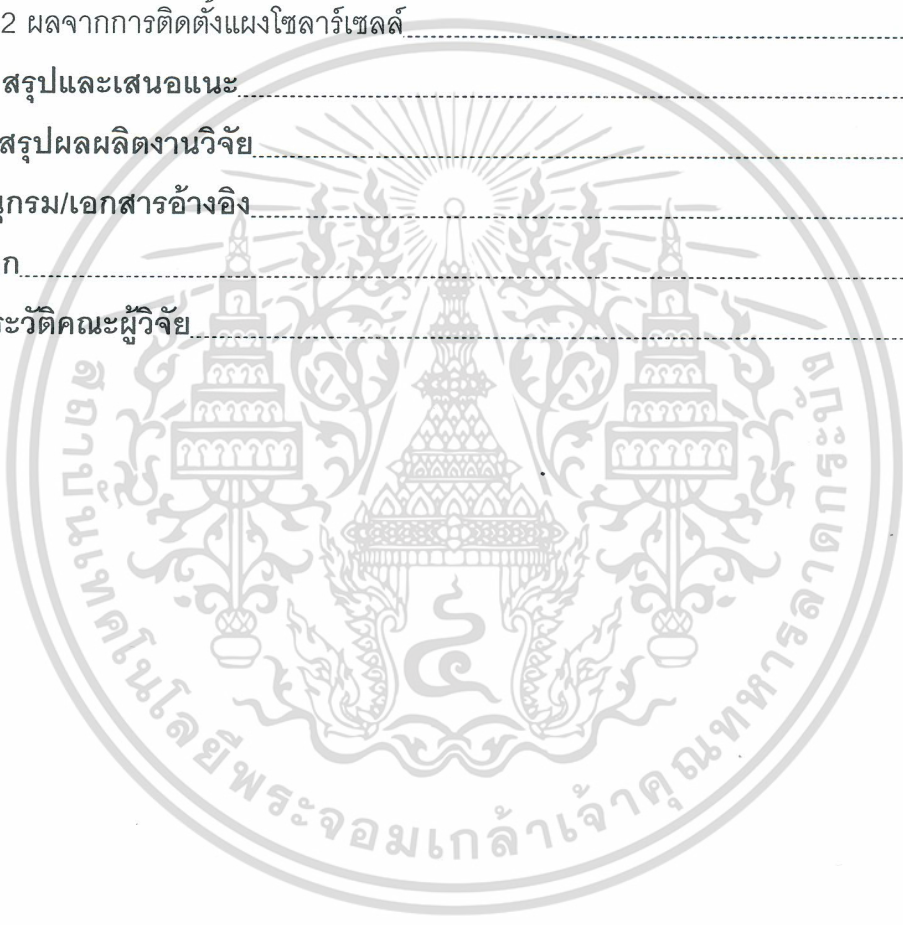 2 ผลจากการติดตั้งแผงโซลาร์เซลล์
สรุปและเสนอแนะ
สรุปผลผลิตงานวิจัย
นุกรม/เอกสารอ้างอิง
ก
ระวัติคณะผู้วิจัย
สถาบันเทคโนโลยีพระจอมเกล้าเจ้าคุณทหารลาดกระบัง